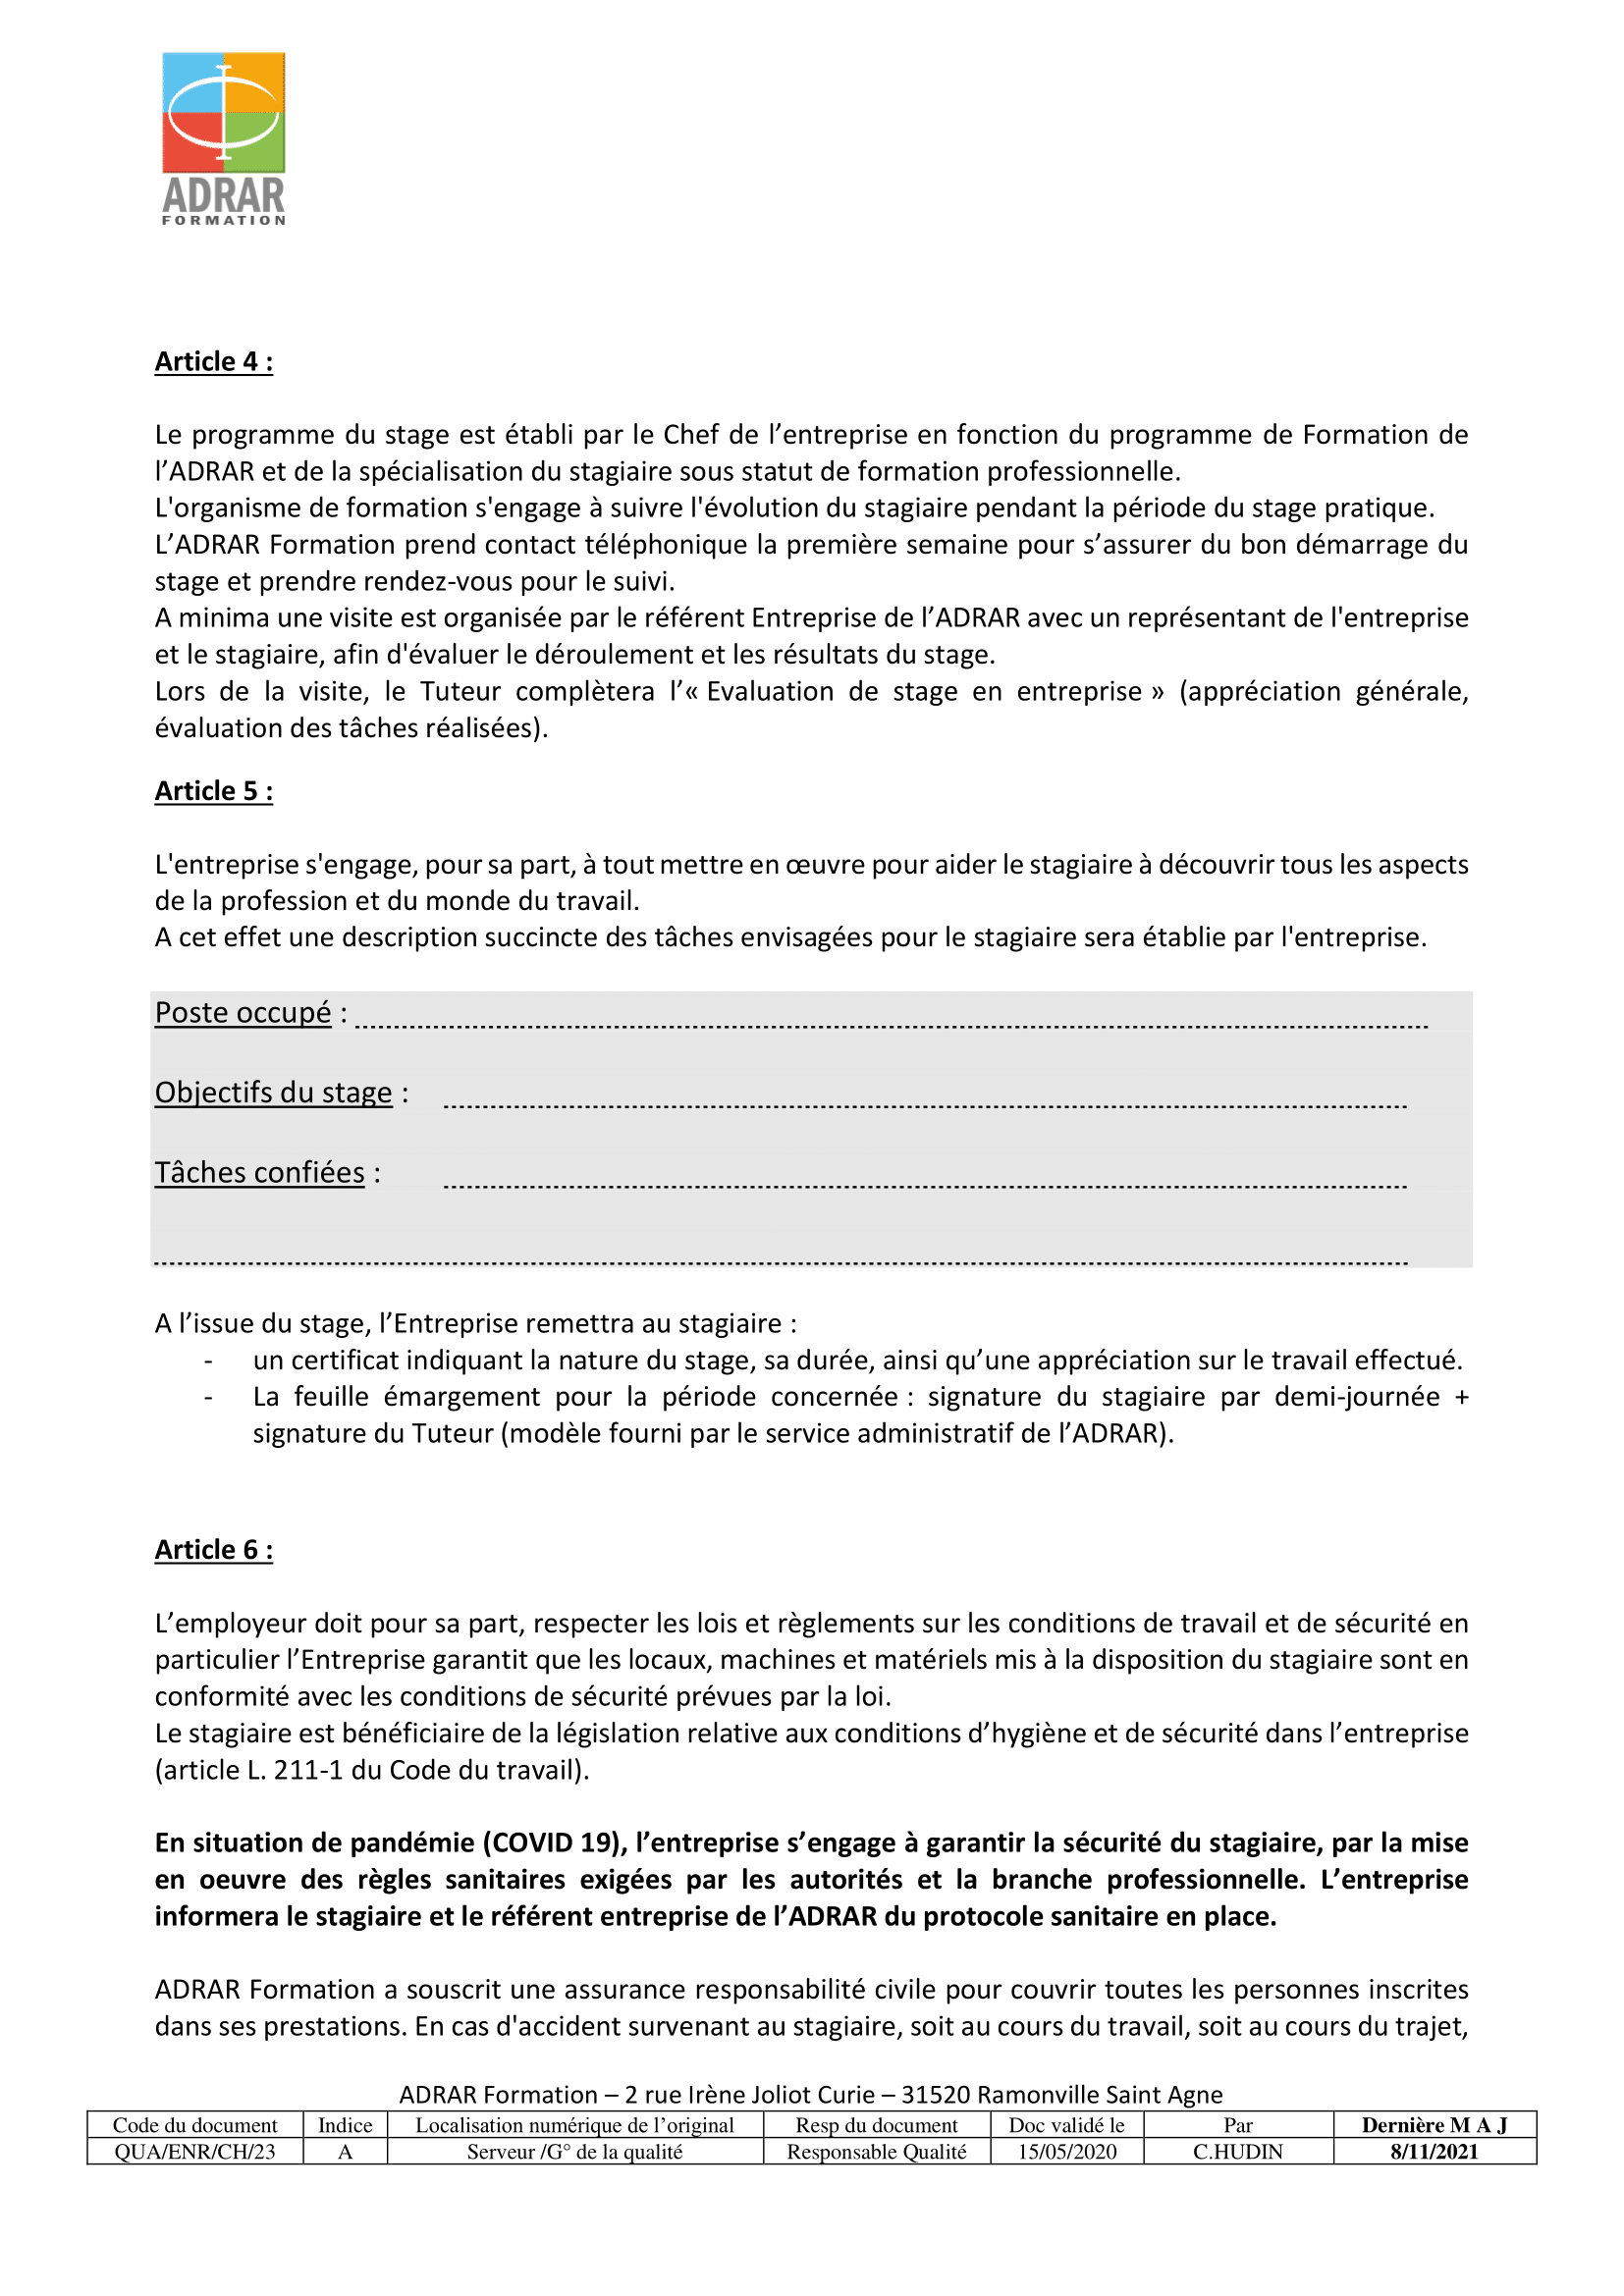 ADRAR
FORMATION
Article 4 :
Le programme du stage est établi par le Chef de l’entreprise en fonction du programme de Formation de
l’ADRAR et de la spécialisation du stagiaire sous statut de formation professionnelle.
L'organisme de formation s'engage à suivre l'évolution du stagiaire pendant la période du stage pratique.
L’ADRAR Formation prend contact téléphonique la première semaine pour s’assurer du bon démarrage du
stage et prendre rendez-vous pour le suivi.
A minima une visite est organisée par le référent Entreprise de l’ADRAR avec un représentant de l'entreprise
et le stagiaire, afin d'évaluer le déroulement et les résultats du stage.
Lors de la visite, le Tuteur complètera l’« Evaluation de stage en entreprise » (appréciation générale,
évaluation des tâches réalisées).
Article 5 :
L'entreprise s'engage, pour sa part, à tout mettre en œuvre pour aider le stagiaire à découvrir tous les aspects
de la profession et du monde du travail.
A cet effet une description succincte des tâches envisagées pour le stagiaire sera établie par l'entreprise.
Poste occupé :
Objectifs du stage :
Tâches confiées :
A l’issue du stage, l’Entreprise remettra au stagiaire :
- un certificat indiquant la nature du stage, sa durée, ainsi qu’une appréciation sur le travail effectué.
- La feuille émargement pour la période concernée : signature du stagiaire par demi-journée +
signature du Tuteur (modèle fourni par le service administratif de l’ADRAR).
Article 6 :
L’employeur doit pour sa part, respecter les lois et règlements sur les conditions de travail et de sécurité en
particulier l’Entreprise garantit que les locaux, machines et matériels mis à la disposition du stagiaire sont en
conformité avec les conditions de sécurité prévues par la loi.
Le stagiaire est bénéficiaire de la législation relative aux conditions d’hygiène et de sécurité dans l’entreprise
(article L. 211-1 du Code du travail).
En situation de pandémie (COVID 19), l’entreprise s’engage à garantir la sécurité du stagiaire, par la mise
en oeuvre des règles sanitaires exigées par les autorités et la branche professionnelle. L’entreprise
informera le stagiaire et le référent entreprise de l’ADRAR du protocole sanitaire en place.
ADRAR Formation a souscrit une assurance responsabilité civile pour couvrir toutes les personnes inscrites
dans ses prestations. En cas d'accident survenant au stagiaire, soit au cours du travail, soit au cours du trajet,
ADRAR Formation – 2 rue Irène Joliot Curie – 31520 Ramonville Saint Agne
Code du document Indice Localisation numérique de l’original Resp du document Doc validé le Par Dernière M A J
QUA/ENR/CH/23 A Serveur /G° de la qualité Responsable Qualité 15/05/2020 C.HUDIN 8/11/2021